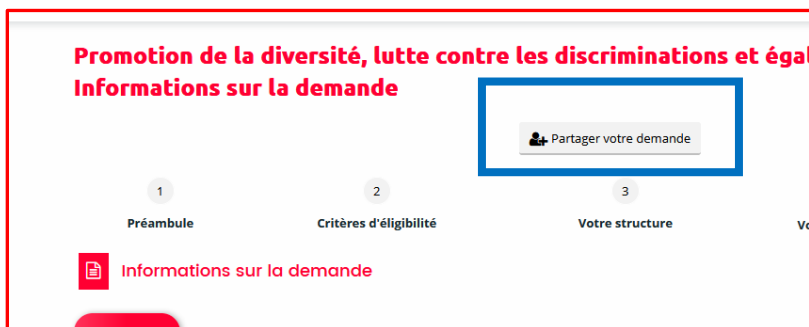 Promotion de la diversité, lutte contre les discriminations et
Informations sur la demande
Partager votre demande
1
2
3
Préambule
Critères d'éligibilité
Votre structure
Informations sur la demande